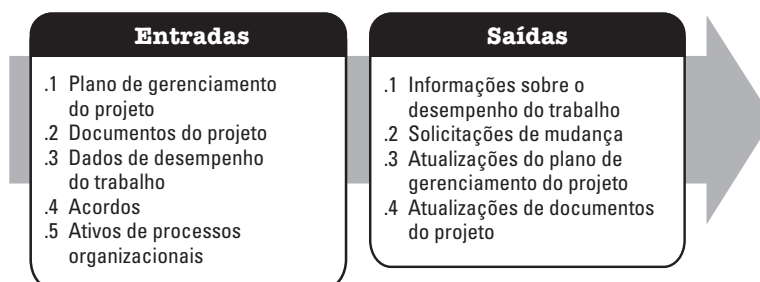 Entradas
.1 Plano de gerenciamento
do projeto
.2 Documentos do projeto
.3 Dados de desempenho
do trabalho
.4 Acordos
.5 Ativos de processos
organizacionais
Saídas
.1 Informações sobre o
desempenho do trabalho
.2 Solicitações de mudança
.3 Atualizações do plano de
gerenciamento do projeto
.4 Atualizações de documentos
do projeto